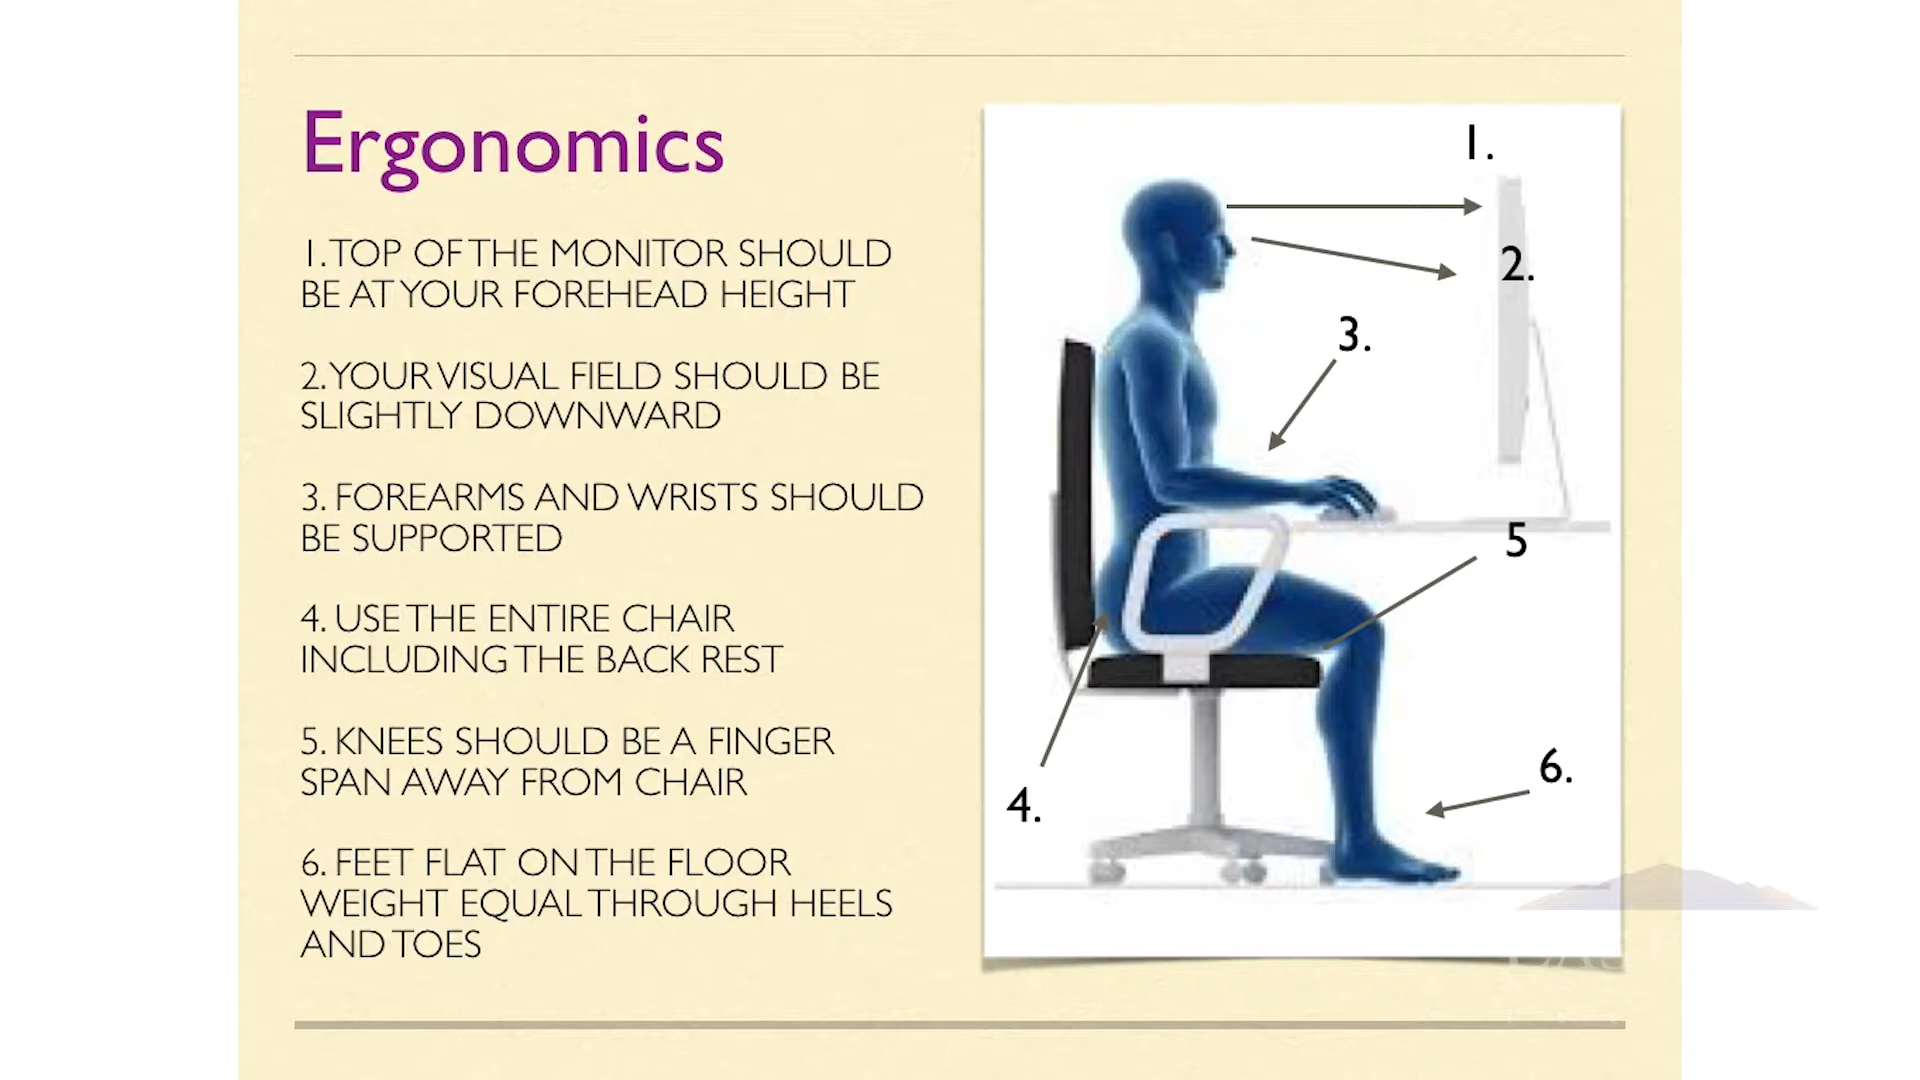 Ergonomics
1. TOP OF THE MONITOR SHOULD
BE AT YOUR FOREHEAD HEIGHT
2. YOUR VISUAL FIELD SHOULD BE
SLIGHTLY DOWNWARD
3. FOREARMS AND WRISTS SHOULD
BE SUPPORTED
4. USE THE ENTIRE CHAIR
INCLUDING THE BACK REST
5. KNEES SHOULD BE A FINGER
SPAN AWAY FROM CHAIR
6. FEET FLAT ON THE FLOOR
WEIGHT EQUAL THROUGH HEELS
AND TOES
1.
2.
3.
5
6.
4.